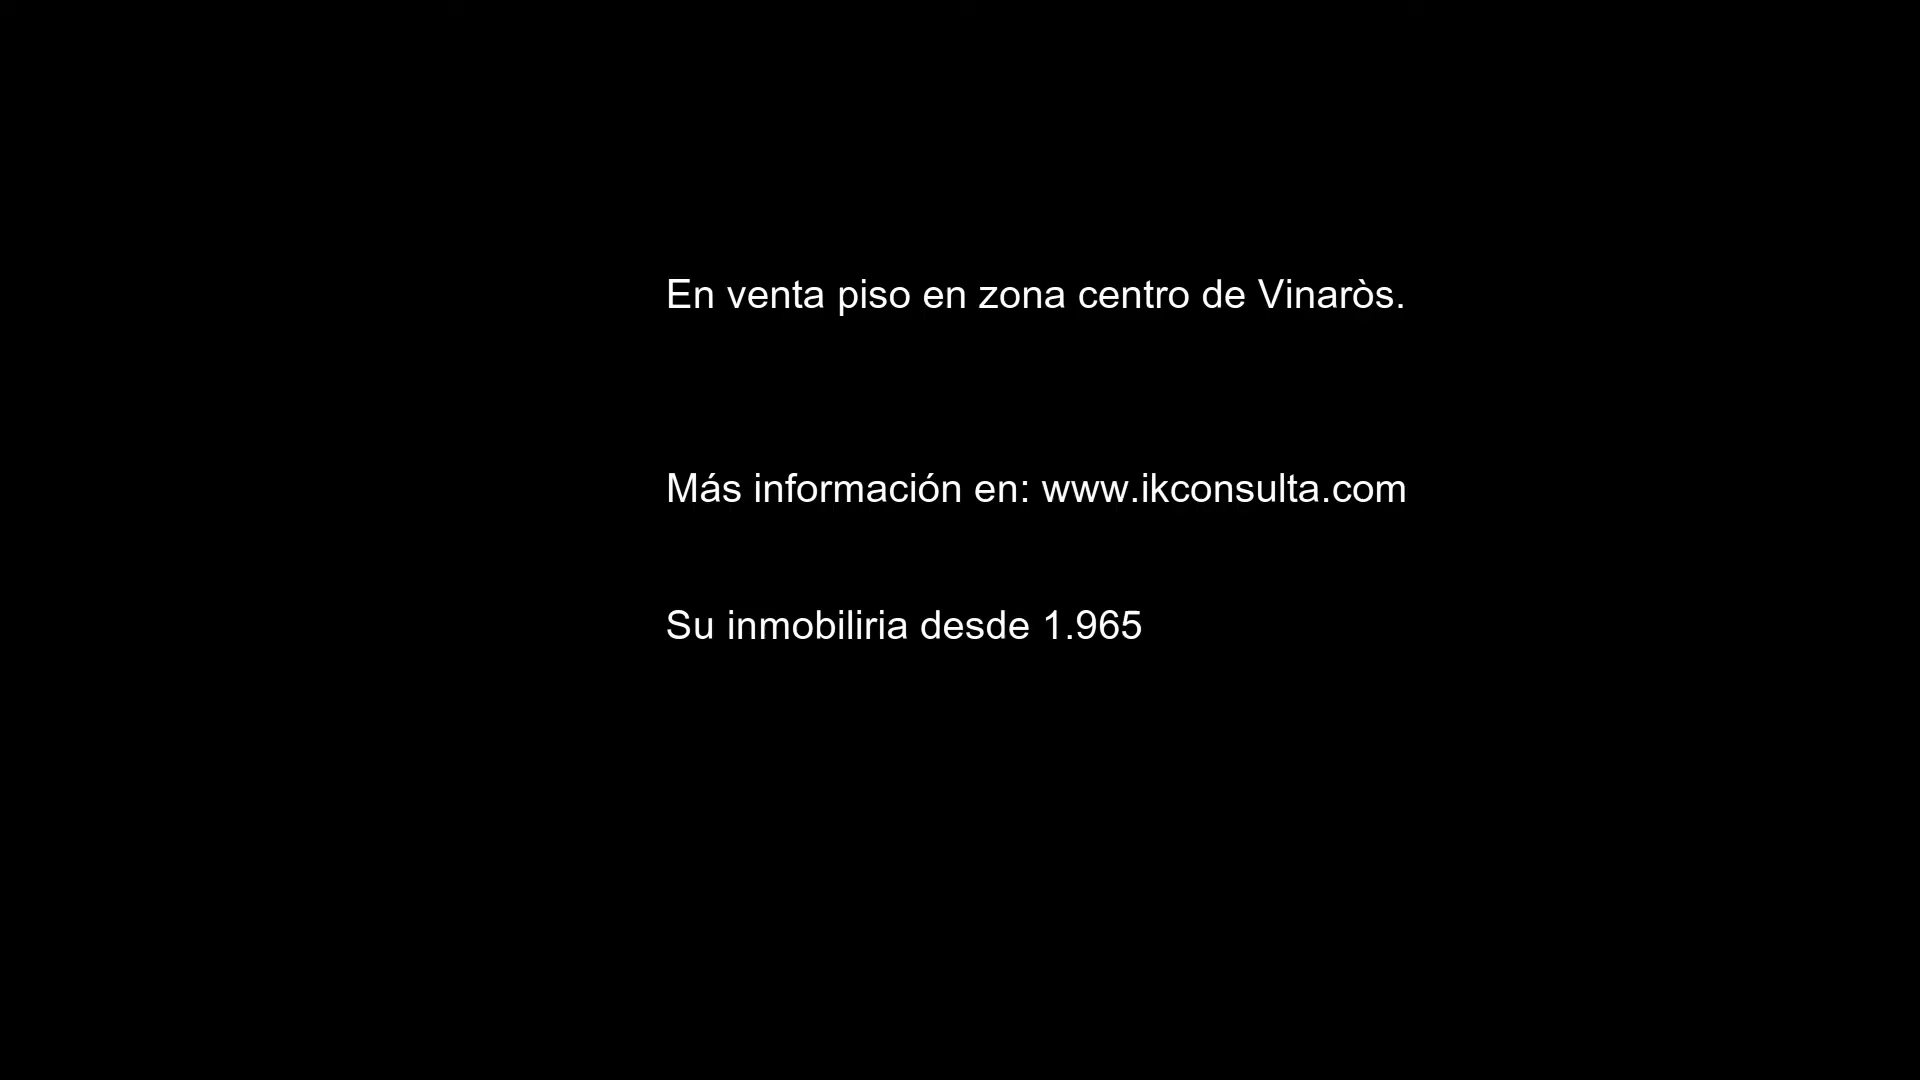 En venta piso en zona centro de Vinaròs.
Más información en: www.ikconsulta.com
Su inmobiliria desde 1.965